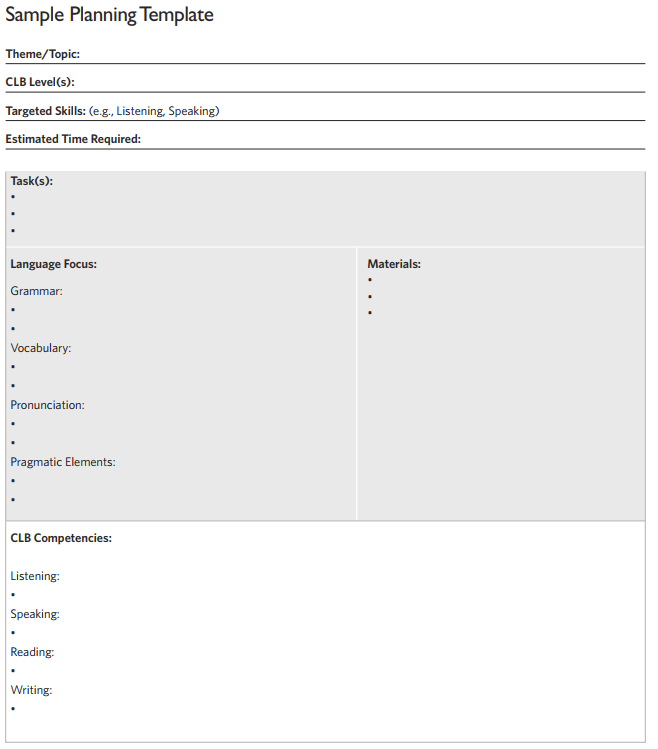 Sample Planning Template
Theme/Topic:
CLB Level(s):
Targeted Skills: (e.g., Listening, Speaking)
Estimated Time Required:
Task(s):
•
•
•
Language Focus:
Grammar:
•
•
Vocabulary:
•
•
Pronunciation:
•
•
Pragmatic Elements:
•
•
Materials:
•
•
•
CLB Competencies:
Listening:
•
Speaking:
•
Reading:
•
Writing:
•